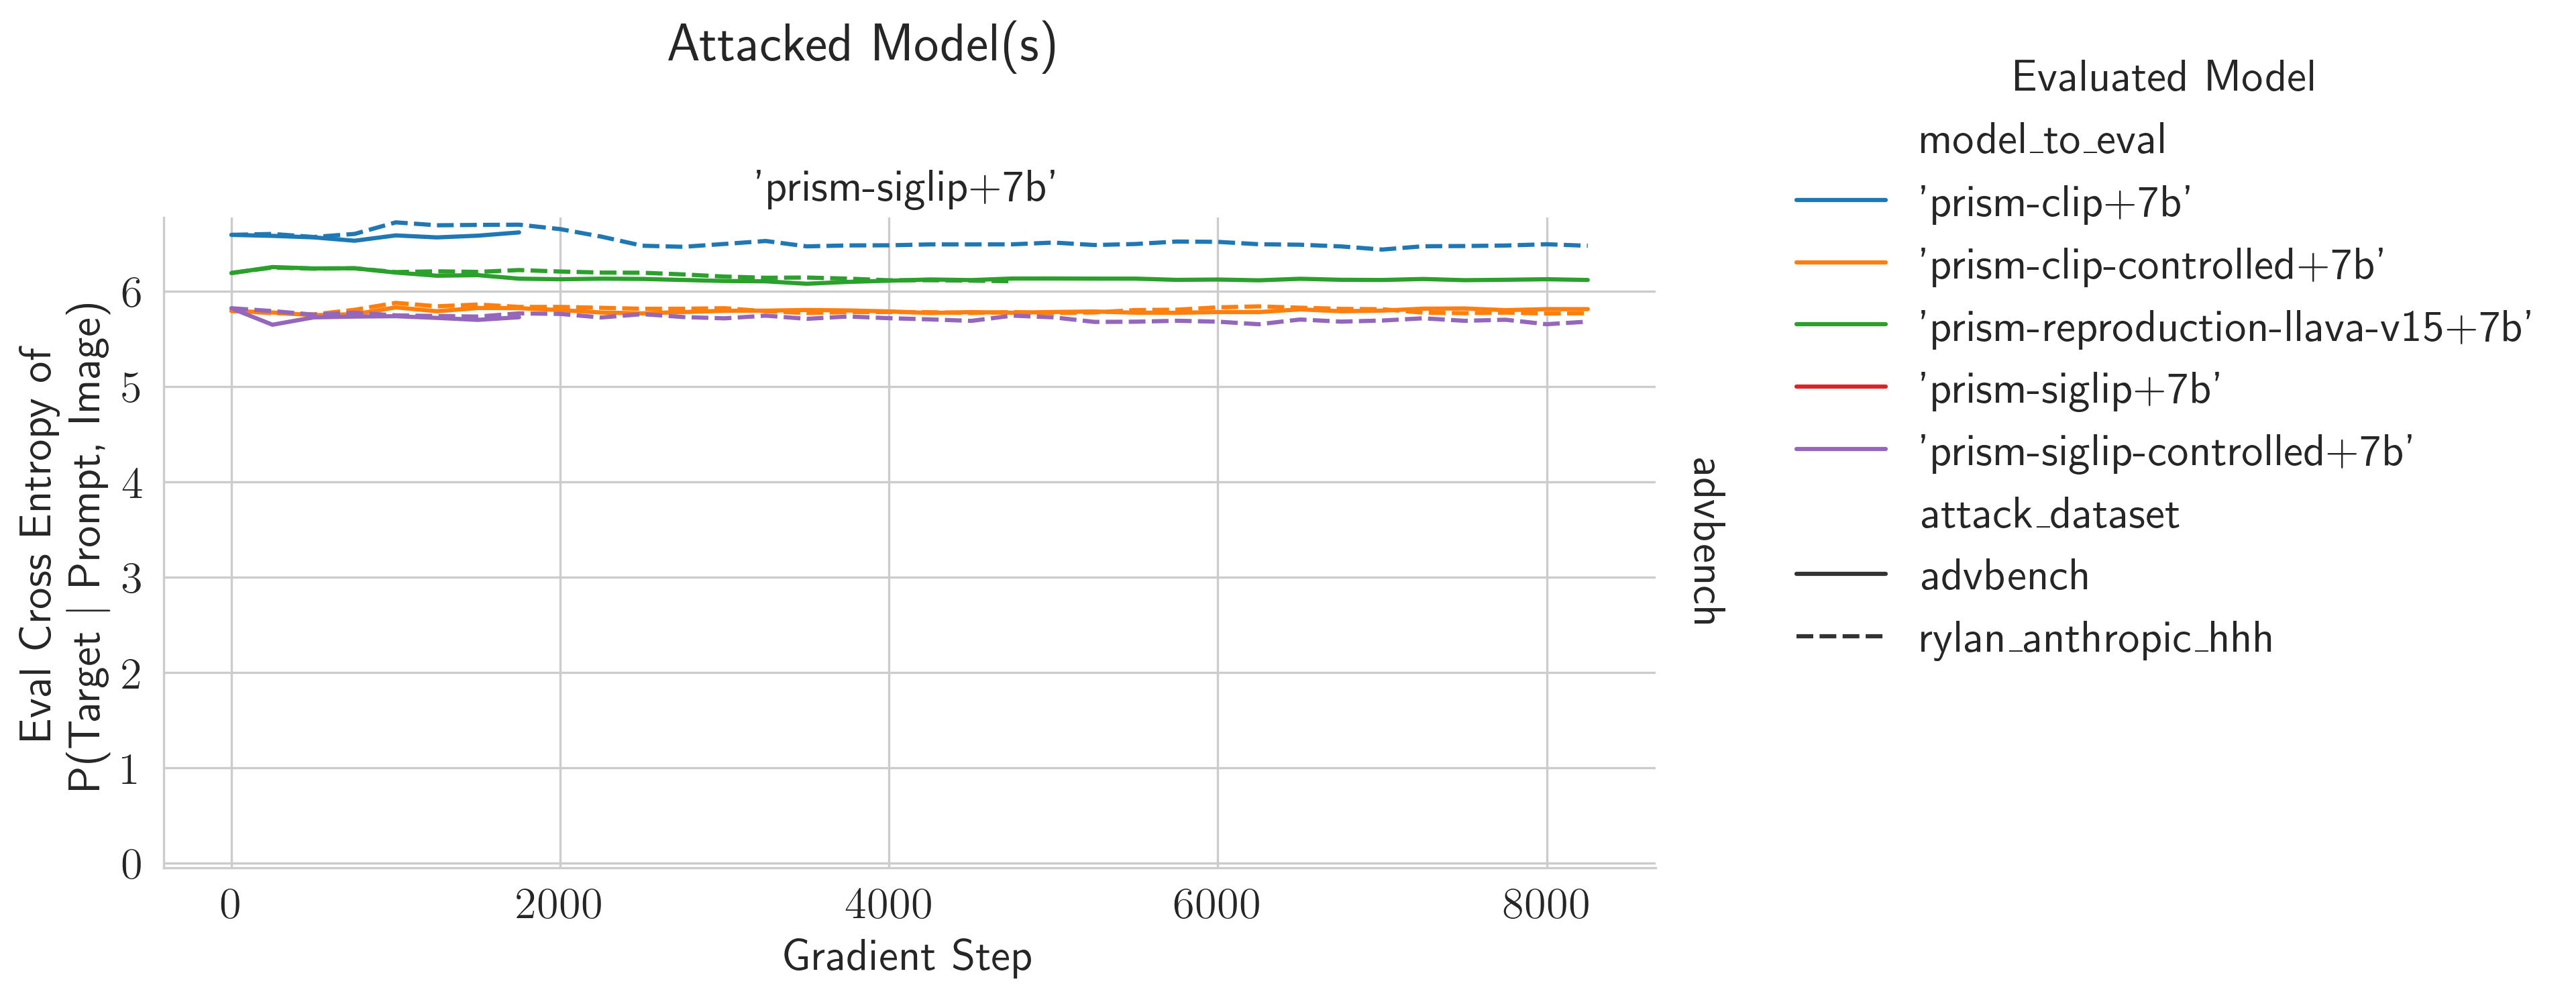 Attacked Model(s)
'prism-siglip+7b'
Eval Cross Entropy of
P(Target | Prompt, Image)
6
5
4
3
2
1
0
0 2000 4000 6000 8000
Gradient Step
advbench
Evaluated Model
model_to_eval
'prism-clip+7b'
'prism-clip-controlled+7b'
'prism-reproduction-llava-v15+7b'
'prism-siglip+7b'
'prism-siglip-controlled+7b'
attack_dataset
advbench
rylan_anthropic_hhh